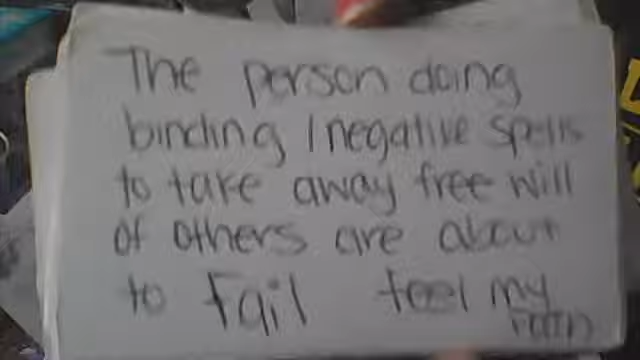 The person doing
binding / negative spells
to take away free will
of others are about
to Fail feel my